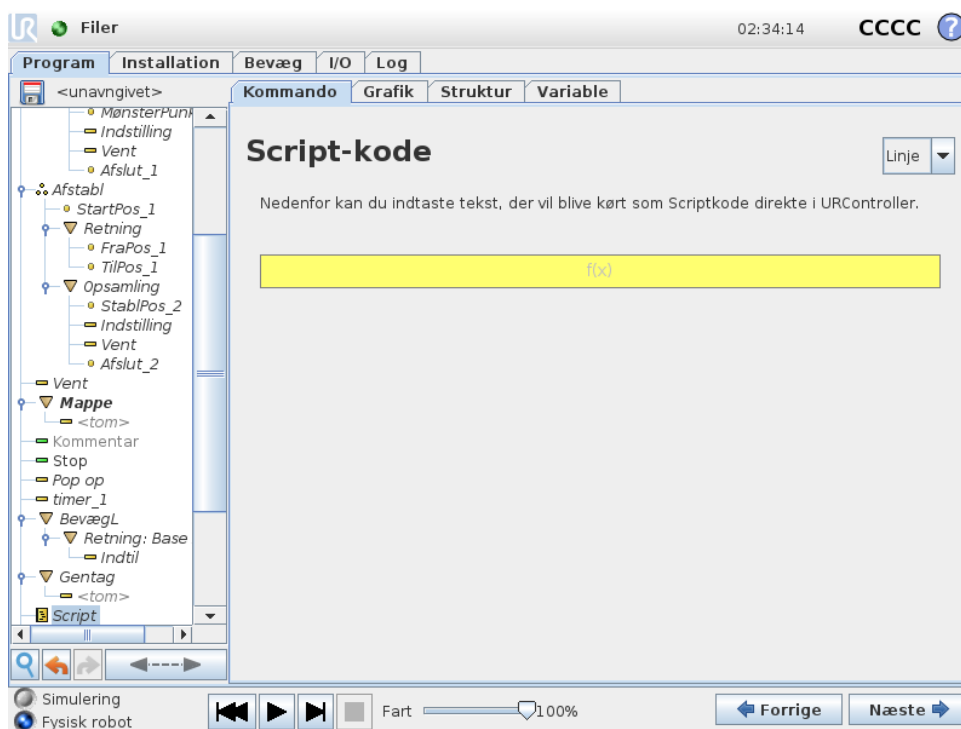 UR Filer 02:34:14 CCCC ?
Program Installation Bevæg I/O Log
<unavngivet> Kommando Grafik Struktur Variable
MønsterPunk
Indstilling
Vent
Afslut_1
Afstabl
StartPos_1
Retning
FraPos_1
TilPos_1
Opsamling
StablPos_2
Indstilling
Vent
Afslut_2
Vent
Mappe
<tom>
Kommentar
Stop
Pop op
timer_1
BevægL
Retning: Base
Indtil
Gentag
<tom>
Script
Script-kode
Linje
Nedenfor kan du indtaste tekst, der vil blive kørt som Scriptkode direkte i URController.
f(x)
Simulering
Fysisk robot
Fart 100%
Forrige Næste